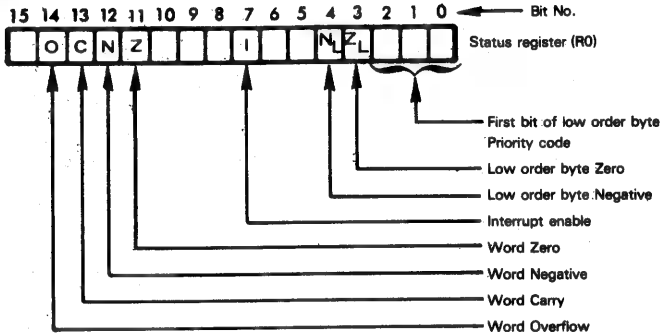 15 14 13 12 11 10 9 8 7 6 5 4 3 2 1 0 Bit No.
15 O C N Z I NL ZL Status register (R0)
First bit of low order byte
Priority code
Low order byte Zero
Low order byte Negative
Interrupt enable
Word Zero
Word Negative
Word Carry
Word Overflow